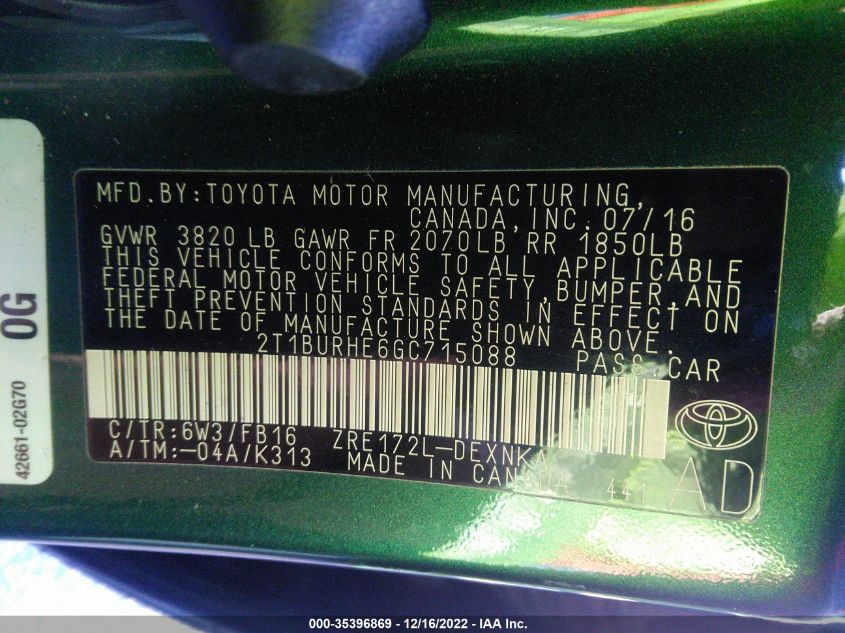 MFD.BY:TOYOTA MOTOR MANUFACTURING,
CANADA,INC. 07/16
GVWR 3820 LB GAWR FR 2070LB RR 1850LB
THIS VEHICLE CONFORMS TO ALL APPLICABLE
FEDERAL MOTOR VEHICLE SAFETY,BUMPER,AND
THEFT PREVENTION STANDARDS IN EFFECT ON
THE DATE OF MANUFACTURE SHOWN ABOVE.
2T1BURHE6GC715088 PASS.CAR
C/TR:6W3/FB16 ZRE172L-DEXNKA
A/TM:-04A/K313 MADE IN CANADA 441
AD
0G
42661-02G70
000-35396869 - 12/16/2022 - IAA Inc.